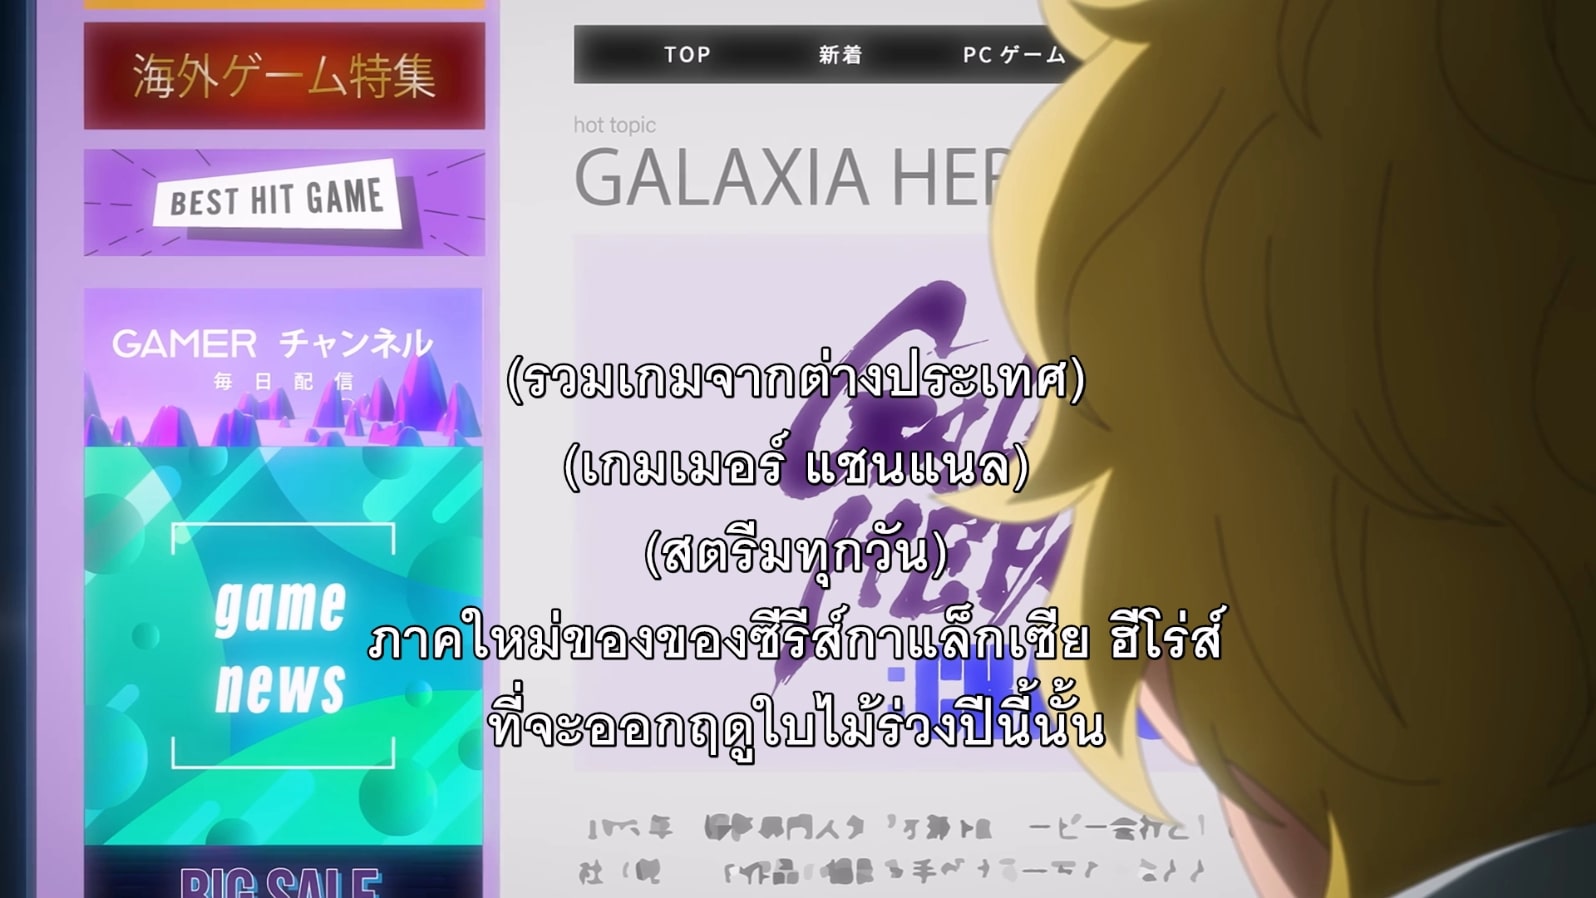 海外ゲーム特集
BEST HIT GAME
GAMER チャンネル
毎日配信
game
news
BIG SALE
TOP 新着 PCゲーム
hot topic
GALAXIA
(รวมเกมจากต่างประเทศ)
(เกมเมอร์ แชนแนล)
(สตรีมทุกวัน)
ภาคใหม่ของของซีรีส์กาแล็กเซีย ฮีโร่ส์
ที่จะออกฤดูใบไม้ร่วงปีนี้นั้น